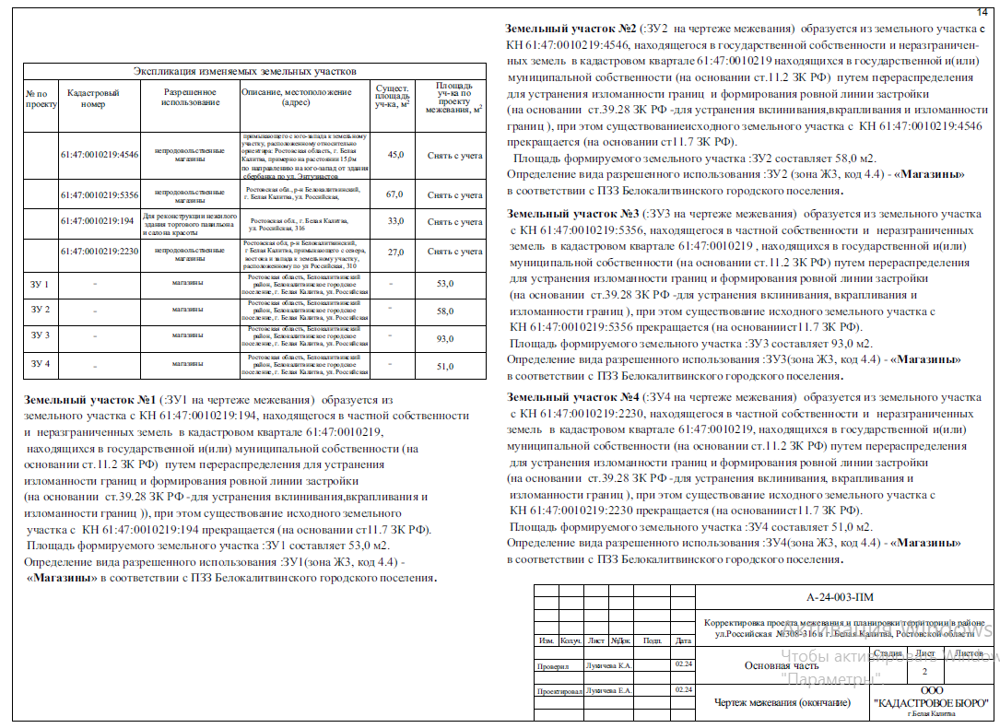 14
Экспликация изменяемых земельных участков
№ по проекту
Кадастровый номер
Разрешенное использование
Описание, местоположение (адрес)
Сущест. площадь уч-ка, м2
Площадь уч-ка по проекту межевания, м2
61:47:0010219:4546
непродовольственные
магазины
примыкающего с юго-запада к земельному
участку, расположенному относительно
ориентира: Ростовская область, г. Белая
Калитва, примерно на расстоянии 15,0м
по направлению на юго-запад от здания
сбербанка по ул. Энтузиастов
45,0
Снять с учета
61:47:0010219:5356
непродовольственные
магазины
Ростовская обл., р-н Белокалитвинский,
г. Белая Калитва, ул. Российская,
67,0
Снять с учета
61:47:0010219:194
Для реконструкции нежилого
здания торгового павильона
и салона красоты
Ростовская обл., г. Белая Калитва,
ул. Российская, 316
33,0
Снять с учета
61:47:0010219:2230
непродовольственные
магазины
Ростовская обл, р-н Белокалитвинский,
г Белая Калитва, примыкающего с севера,
востока и запада к земельному участку,
расположенному по ул Российская, 310
27,0
Снять с учета
ЗУ 1
–
магазины
Ростовская область, Белокалитвинский
район, Белокалитвинское городское
поселение, г. Белая Калитва, ул. Российская
–
53,0
ЗУ 2
–
магазины
Ростовская область, Белокалитвинский
район, Белокалитвинское городское
поселение, г. Белая Калитва, ул. Российская
–
58,0
ЗУ 3
–
магазины
Ростовская область, Белокалитвинский
район, Белокалитвинское городское
поселение, г. Белая Калитва, ул. Российская
–
93,0
ЗУ 4
–
магазины
Ростовская область, Белокалитвинский
район, Белокалитвинское городское
поселение, г. Белая Калитва, ул. Российская
–
51,0
Земельный участок №1 (:ЗУ1 на чертеже межевания) образуется из
земельного участка с КН 61:47:0010219:194, находящегося в частной собственности
и неразграниченных земель в кадастровом квартале 61:47:0010219,
находящихся в государственной и(или) муниципальной собственности (на
основании ст.11.2 ЗК РФ) путем перераспределения для устранения
изломанности границ и формирования ровной линии застройки
(на основании ст.39.28 ЗК РФ -для устранения вклинивания,вкрапливания и
изломанности границ )), при этом существование исходного земельного
участка с КН 61:47:0010219:194 прекращается (на основании ст11.7 ЗК РФ).
Площадь формируемого земельного участка :ЗУ1 составляет 53,0 м2.
Определение вида разрешенного использования :ЗУ1(зона Ж3, код 4.4) -
«Магазины» в соответствии с ПЗЗ Белокалитвинского городского поселения.
Земельный участок №2 (:ЗУ2 на чертеже межевания) образуется из земельного участка с
КН 61:47:0010219:4546, находящегося в государственной собственности и неразграничен-
ных земель в кадастровом квартале 61:47:0010219 находящихся в государственной и(или)
муниципальной собственности (на основании ст.11.2 ЗК РФ) путем перераспределения
для устранения изломанности границ и формирования ровной линии застройки
(на основании ст.39.28 ЗК РФ -для устранения вклинивания,вкрапливания и изломанности
границ ), при этом существованиеисходного земельного участка с КН 61:47:0010219:4546
прекращается (на основании ст11.7 ЗК РФ).
Площадь формируемого земельного участка :ЗУ2 составляет 58,0 м2.
Определение вида разрешенного использования :ЗУ2 (зона Ж3, код 4.4) - «Магазины»
в соответствии с ПЗЗ Белокалитвинского городского поселения.
Земельный участок №3 (:ЗУ3 на чертеже межевания) образуется из земельного участка
с КН 61:47:0010219:5356, находящегося в частной собственности и неразграниченных
земель в кадастровом квартале 61:47:0010219 , находящихся в государственной и(или)
муниципальной собственности (на основании ст.11.2 ЗК РФ) путем перераспределения
для устранения изломанности границ и формирования ровной линии застройки
(на основании ст.39.28 ЗК РФ -для устранения вклинивания, вкрапливания и
изломанности границ ), при этом существование исходного земельного участка с
КН 61:47:0010219:5356 прекращается (на основаниист11.7 ЗК РФ).
Площадь формируемого земельного участка :ЗУ3 составляет 93,0 м2.
Определение вида разрешенного использования :ЗУ3(зона Ж3, код 4.4) - «Магазины»
в соответствии с ПЗЗ Белокалитвинского городского поселения.
Земельный участок №4 (:ЗУ4 на чертеже межевания) образуется из земельного участка
с КН 61:47:0010219:2230, находящегося в частной собственности и неразграниченных
земель в кадастровом квартале 61:47:0010219, находящихся в государственной и(или)
муниципальной собственности (на основании ст.11.2 ЗК РФ) путем перераспределения
для устранения изломанности границ и формирования ровной линии застройки
(на основании ст.39.28 ЗК РФ -для устранения вклинивания, вкрапливания и
изломанности границ ), при этом существование исходного земельного участка с
КН 61:47:0010219:2230 прекращается (на основаниист11.7 ЗК РФ).
Площадь формируемого земельного участка :ЗУ4 составляет 51,0 м2.
Определение вида разрешенного использования :ЗУ4(зона Ж3, код 4.4) - «Магазины»
в соответствии с ПЗЗ Белокалитвинского городского поселения.
А-24-003-ПМ
Корректировка проекта межевания и планировки территории в районе
ул.Российская №308-316 в г. Белая Калитва, Ростовской области
Изм. Колуч. Лист №Док. Подп. Дата
Проверил Лукичева К.А. 02.24
Проектировал Лукичева Е.А. 02.24
Основная часть
Стадия Лист Листов
2
Чертеж межевания (окончание)
ООО
"КАДАСТРОВОЕ БЮРО"
г.Белая Калитва
Активация Windows
Чтобы активировать Window
"Параметры".